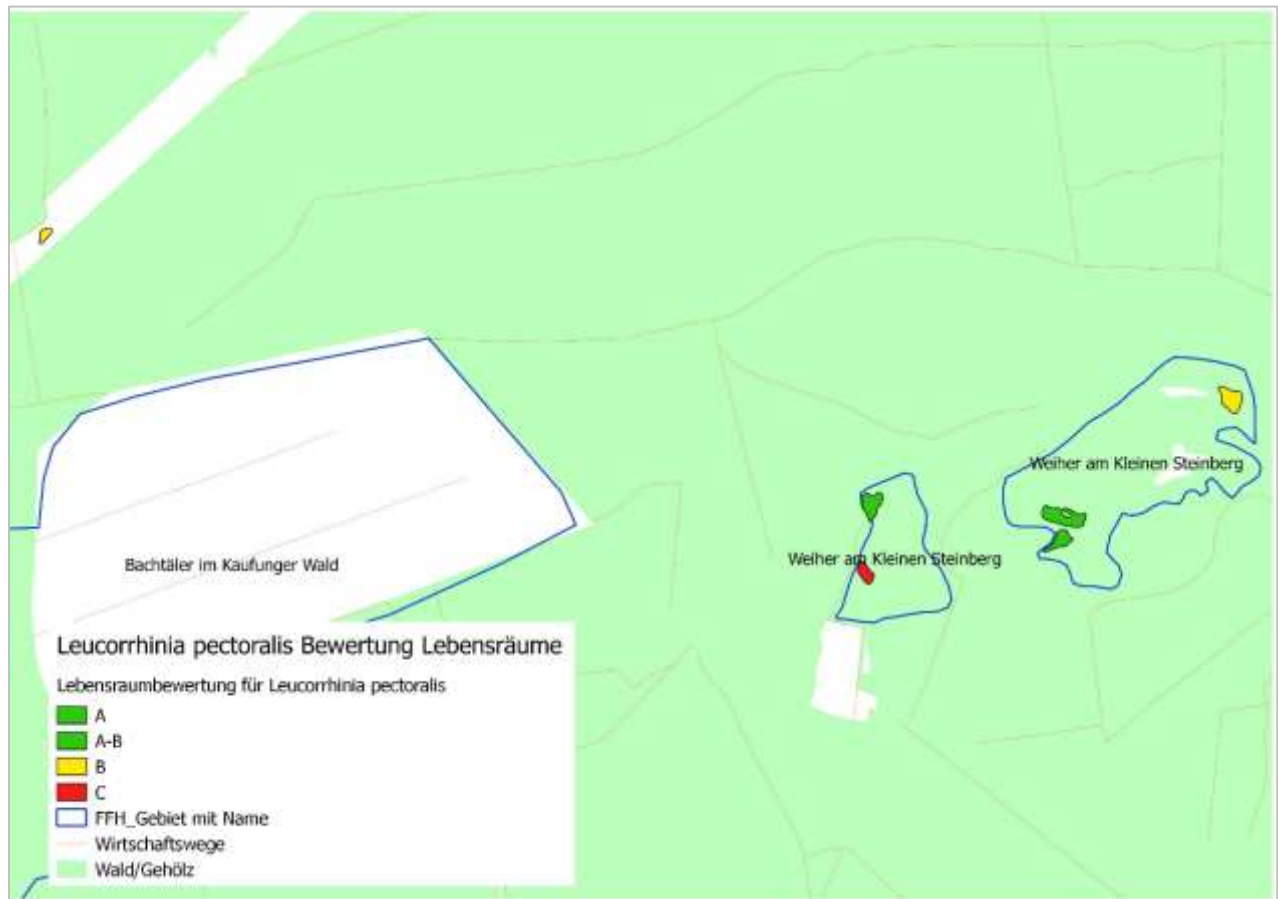 Weiher am Kleinen Steinberg
Weiher am Kleinen Steinberg
Bachtäler im Kaufunger Wald
Leucorrhinia pectoralis Bewertung Lebensräume
Lebensraumbewertung für Leucorrhinia pectoralis
A
A-B
B
C
FFH_Gebiet mit Name
Wirtschaftswege
Wald/Gehölz